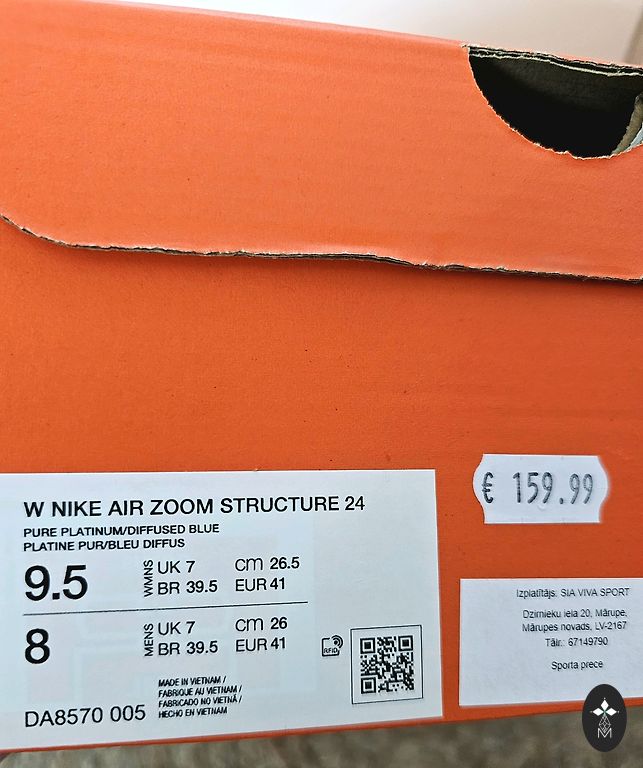 W NIKE AIR ZOOM STRUCTURE 24
PURE PLATINUM/DIFFUSED BLUE
PLATINE PUR/BLEU DIFFUS
9.5 WMNS UK 7 cm 26.5
BR 39.5 EUR 41
8 MENS UK 7 cm 26
BR 39.5 EUR 41
RFID
MADE IN VIETNAM /
FABRIQUE AU VIETNAM /
FABRICADO NO VIETNÃ /
HECHO EN VIETNAM
DA8570 005
€ 159.99
Izplatītājs: SIA VIVA SPORT
Dzirnieku iela 20, Mārupe,
Mārupes novads, LV-2167
Tālr.: 67149790
Sporta prece
M